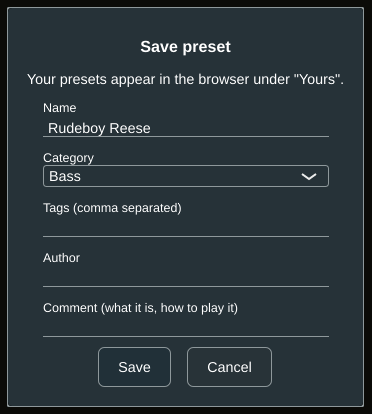 Save preset
Your presets appear in the browser under "Yours".
Name
Rudeboy Reese
Category
Bass
Tags (comma separated)
Author
Comment (what it is, how to play it)
Save
Cancel